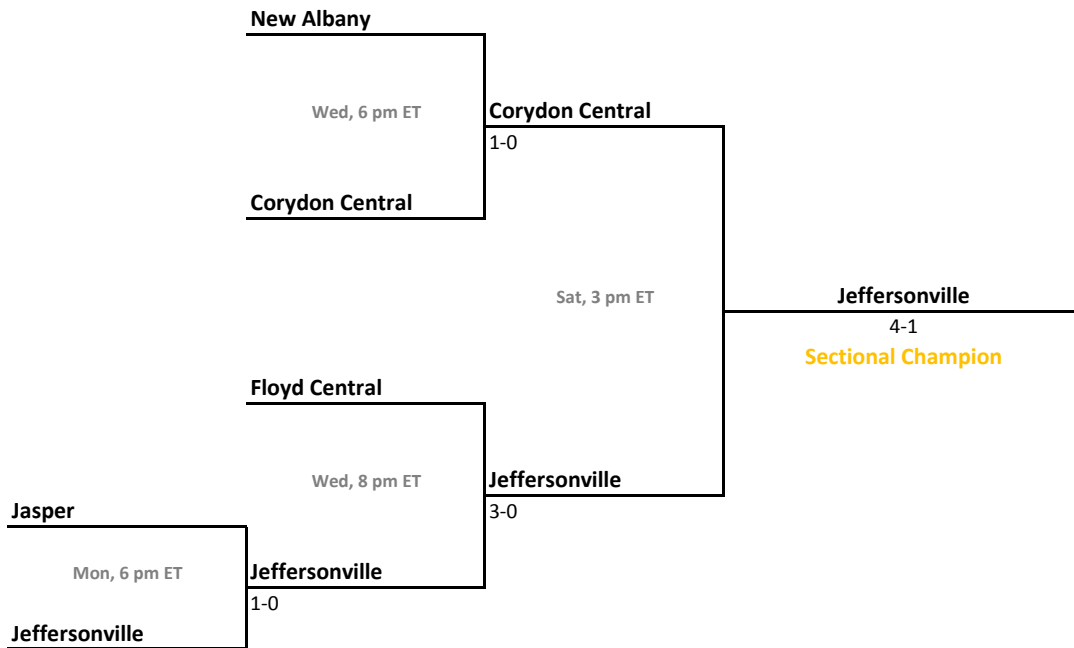 New Albany
Wed, 6 pm ET
Corydon Central
1-0
Corydon Central
Sat, 3 pm ET
Jeffersonville
4-1
Sectional Champion
Floyd Central
Wed, 8 pm ET
Jeffersonville
3-0
Jasper
Mon, 6 pm ET
Jeffersonville
1-0
Jeffersonville